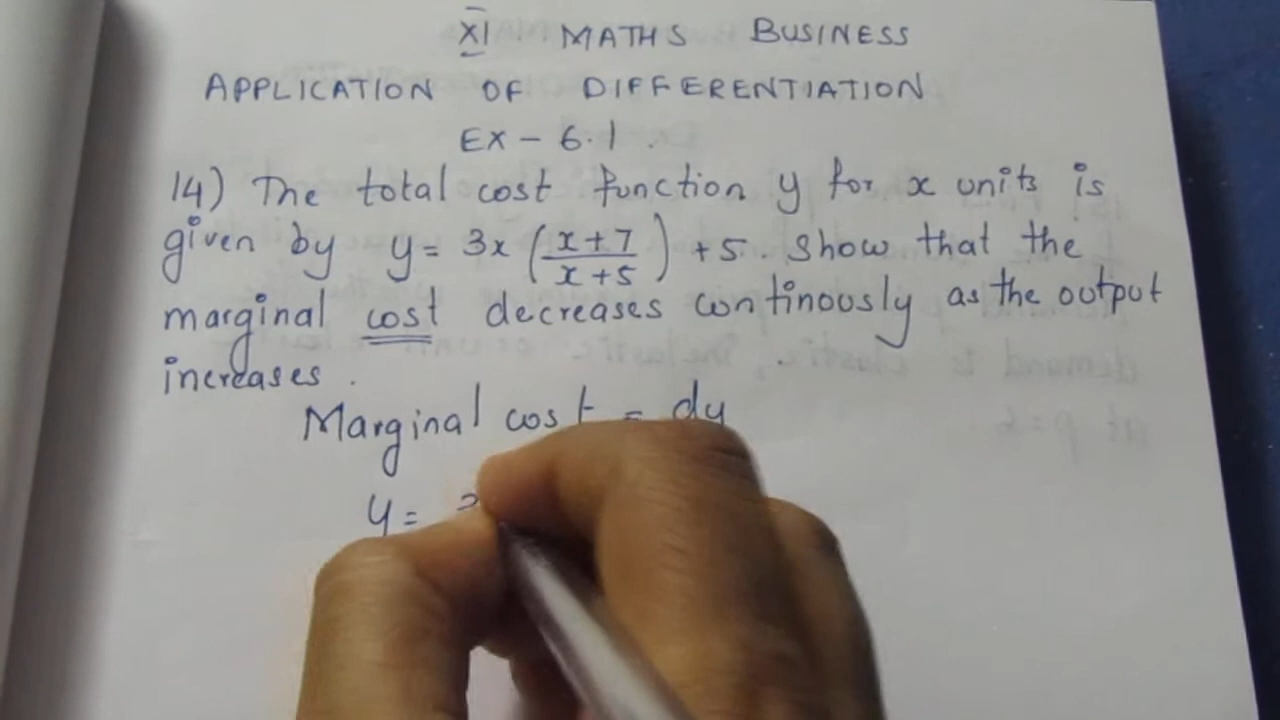 XI MATHS BUSINESS
APPLICATION OF DIFFERENTIATION
EX - 6.1.
14) The total cost function y for x units is
given by y = 3x (x+7/x+5) + 5. Show that the
marginal cost decreases continously as the output
increases.
Marginal cost = dy
y =